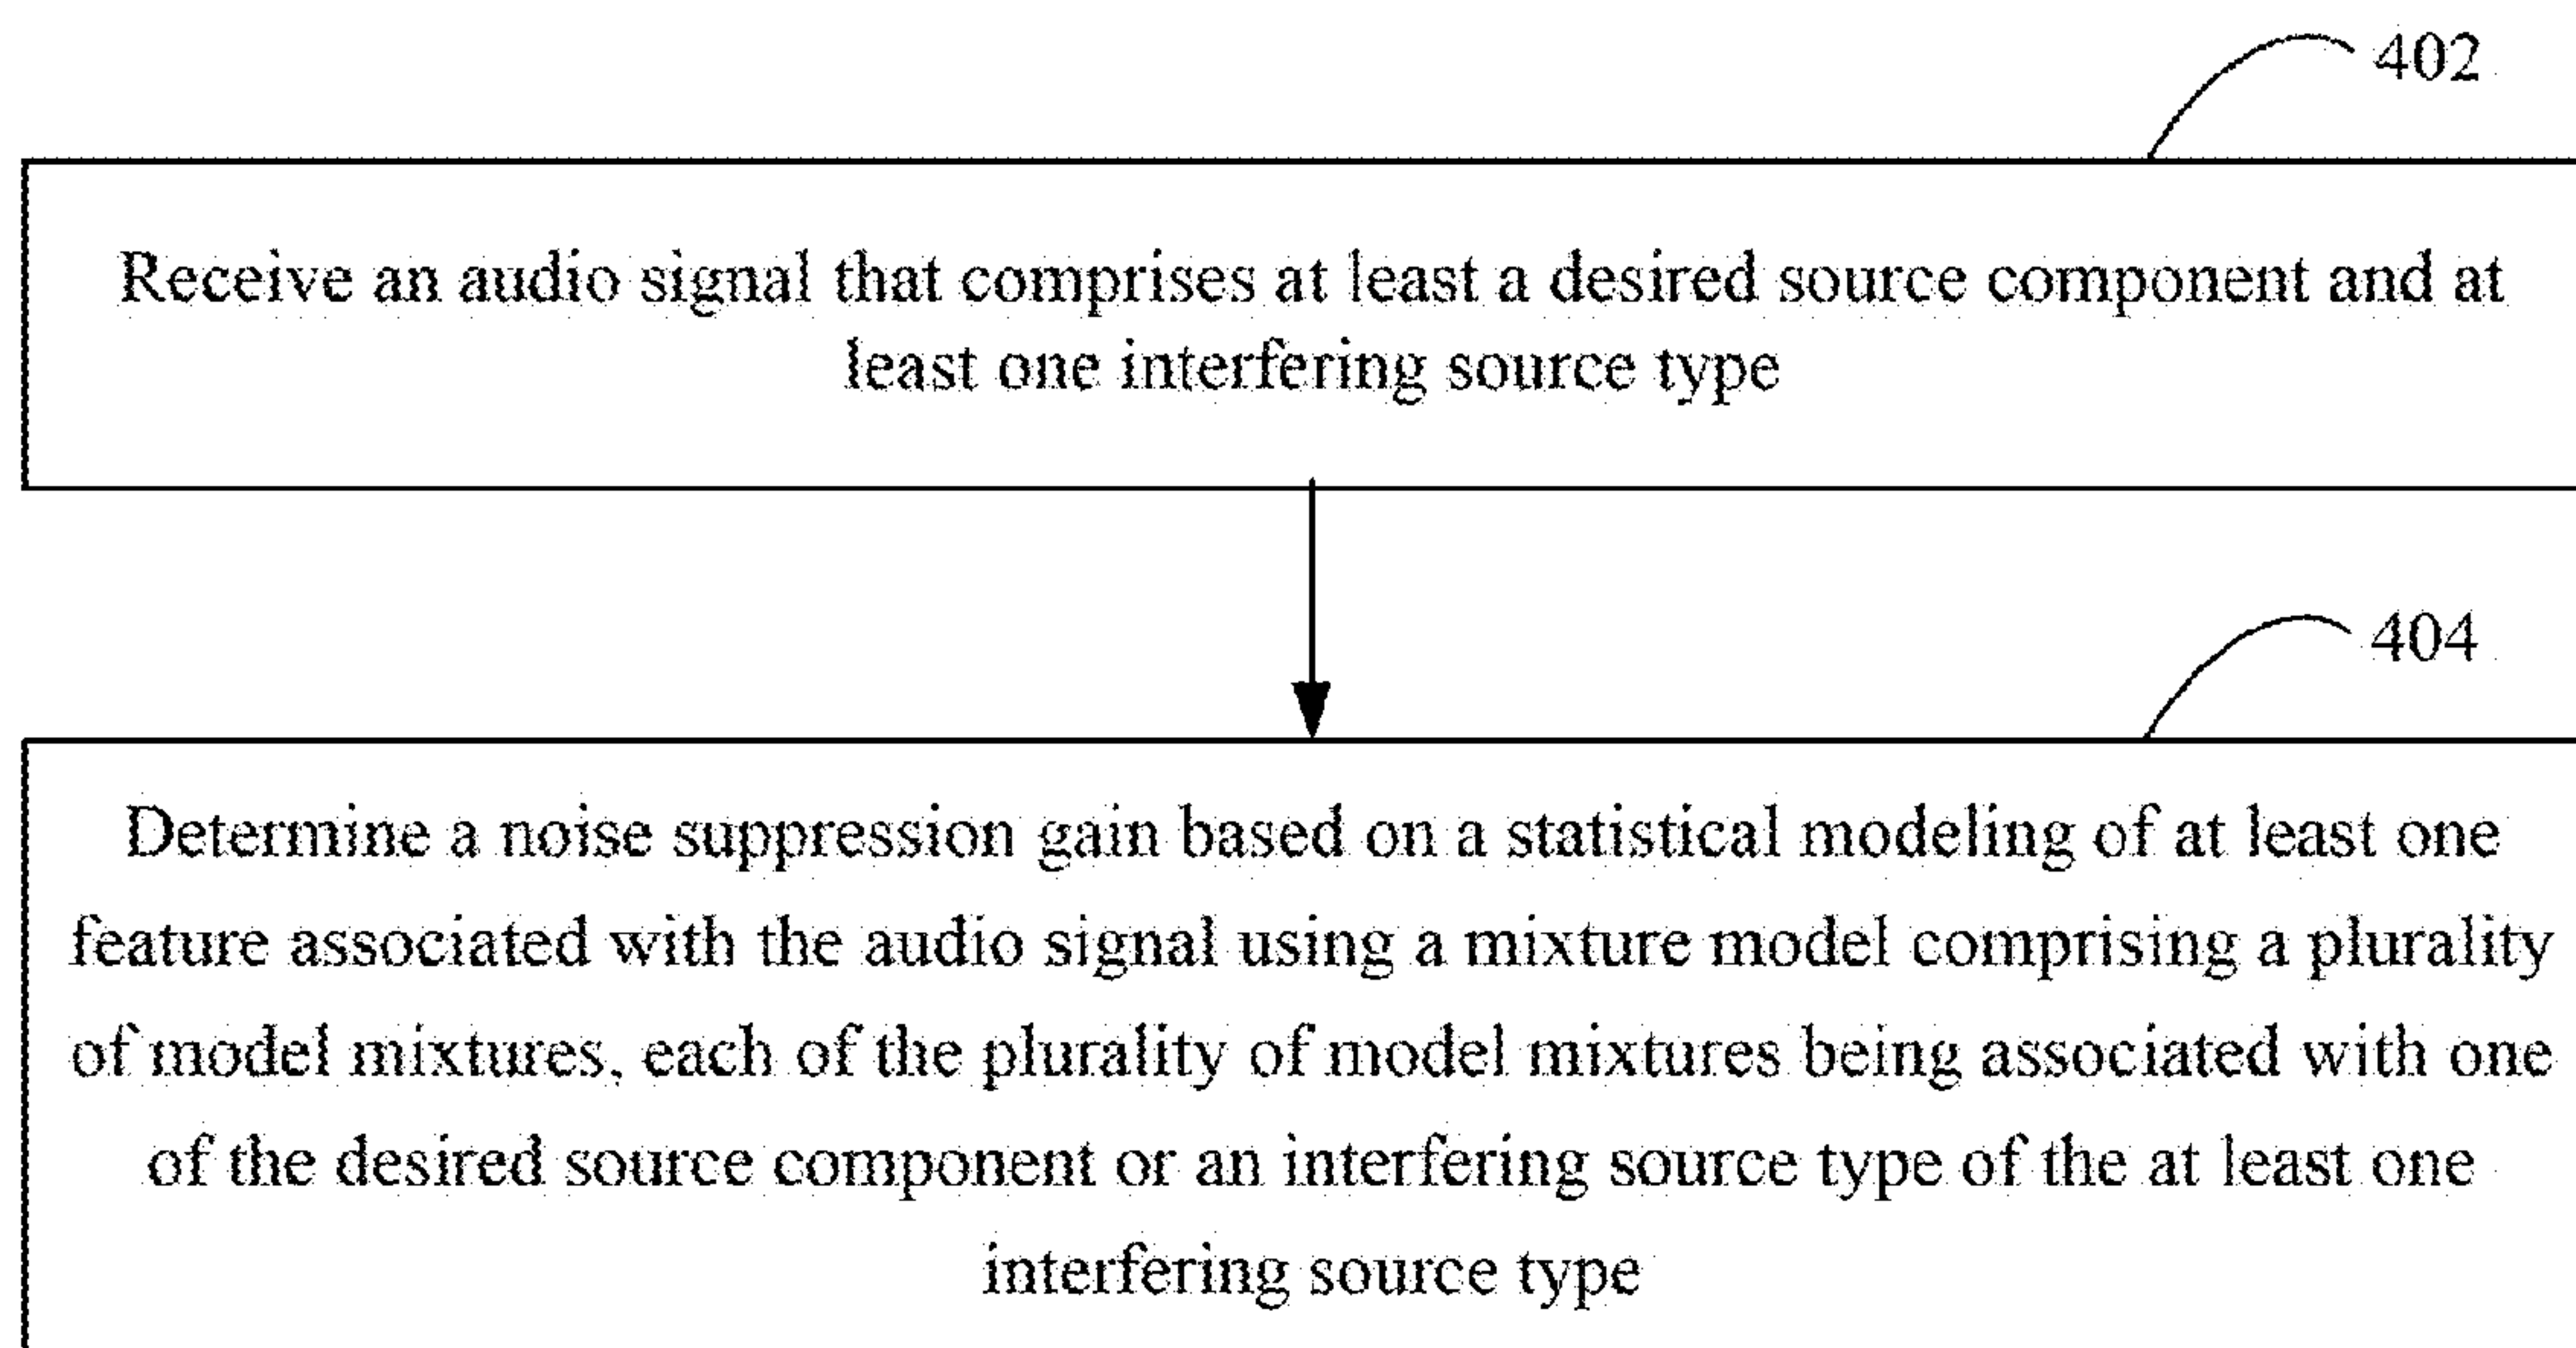 402
Receive an audio signal that comprises at least a desired source component and at
least one interfering source type
404
Determine a noise suppression gain based on a statistical modeling of at least one
feature associated with the audio signal using a mixture model comprising a plurality
of model mixtures, each of the plurality of model mixtures being associated with one
of the desired source component or an interfering source type of the at least one
interfering source type